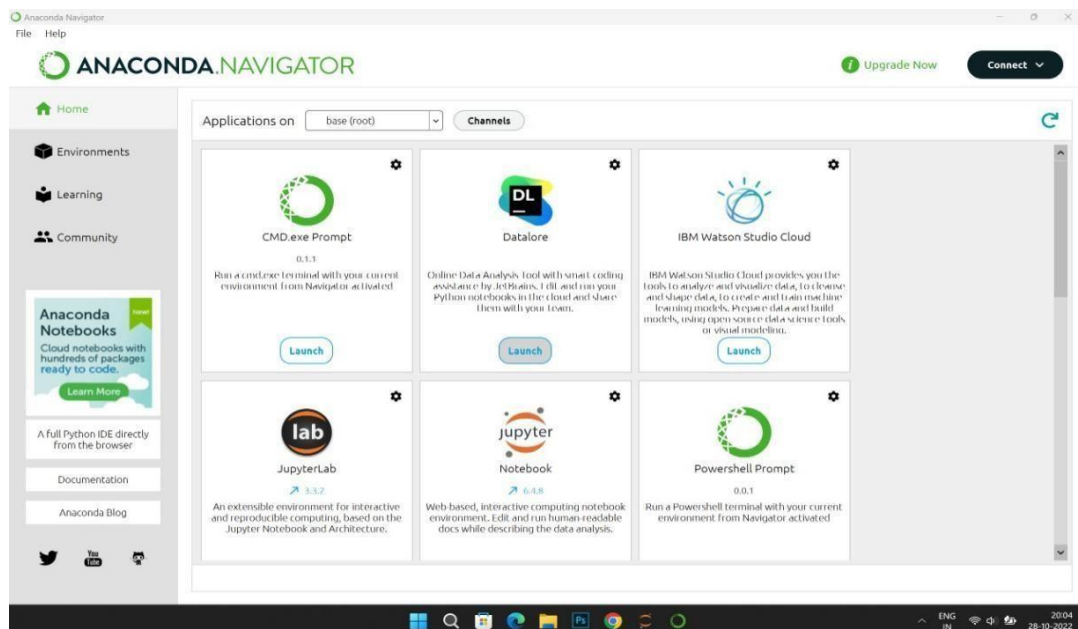 Anaconda Navigator
File Help
ANACONDA.NAVIGATOR
i Upgrade Now
Connect
Home
Environments
Learning
Community
Applications on base (root) Channels
CMD.exe Prompt
0.1.1
Run a cmd.exe terminal with your current
environment from Navigator activated
Launch
DL
Datalore
Online Data Analysis Tool with smart coding
assistance by JetBrains. Edit and run your
Python notebooks in the cloud and share
them with your team.
Launch
IBM Watson Studio Cloud
IBM Watson Studio Cloud provides you the
tools to analyze and visualize data, to cleanse
and shape data, to create and train machine
learning models. Prepare data and build
models, using open source data science tools
or visual modeling.
Launch
lab
JupyterLab
3.3.2
An extensible environment for interactive
and reproducible computing, based on the
Jupyter Notebook and Architecture.
jupyter
Notebook
6.4.8
Web-based, interactive computing notebook
environment. Edit and run human-readable
docs while describing the data analysis.
Powershell Prompt
0.0.1
Run a Powershell terminal with your current
environment from Navigator activated
Anaconda
Notebooks
New!
Cloud notebooks with
hundreds of packages
ready to code.
Learn More
A full Python IDE directly
from the browser
Documentation
Anaconda Blog
You
Tube
Ps
ENG
IN
20:04
28-10-2022